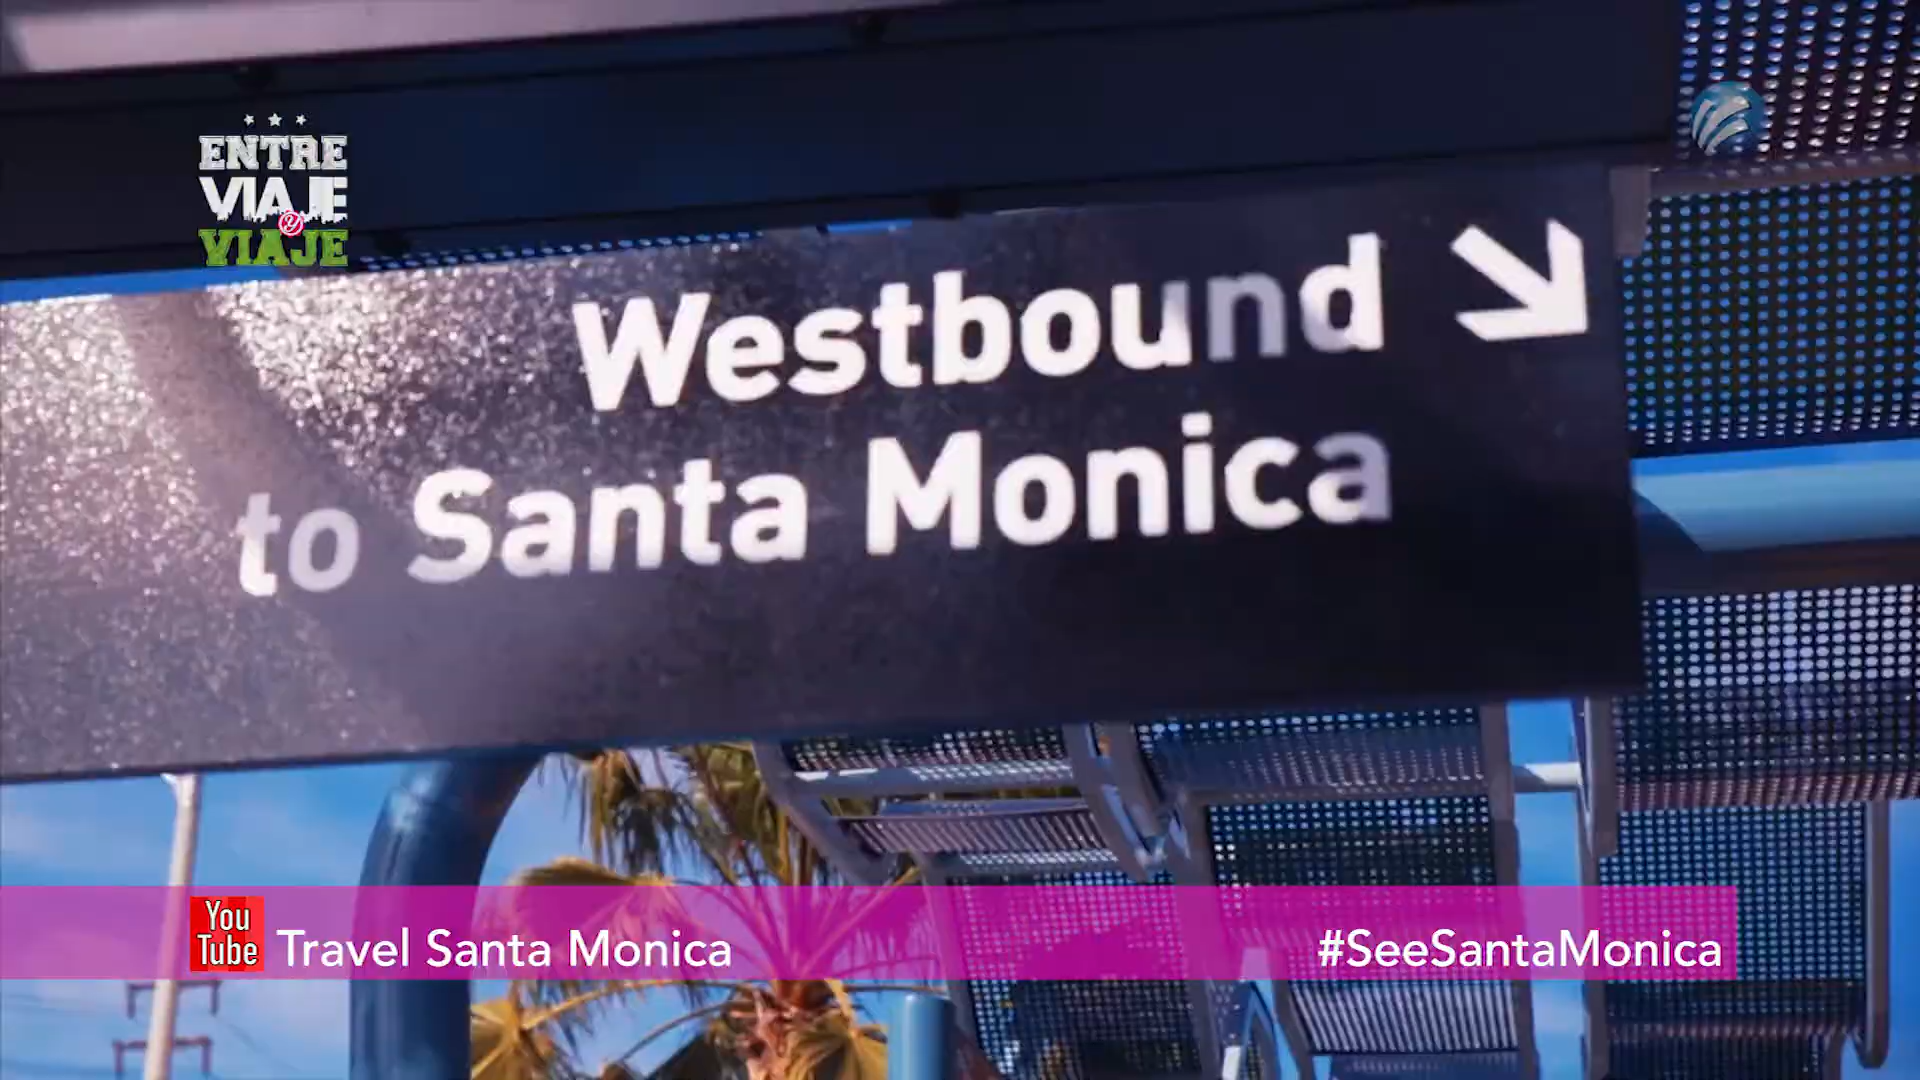 ENTRE
VIAJE
Y
VIAJE
Westbound
to Santa Monica
You
Tube
Travel Santa Monica
#SeeSantaMonica